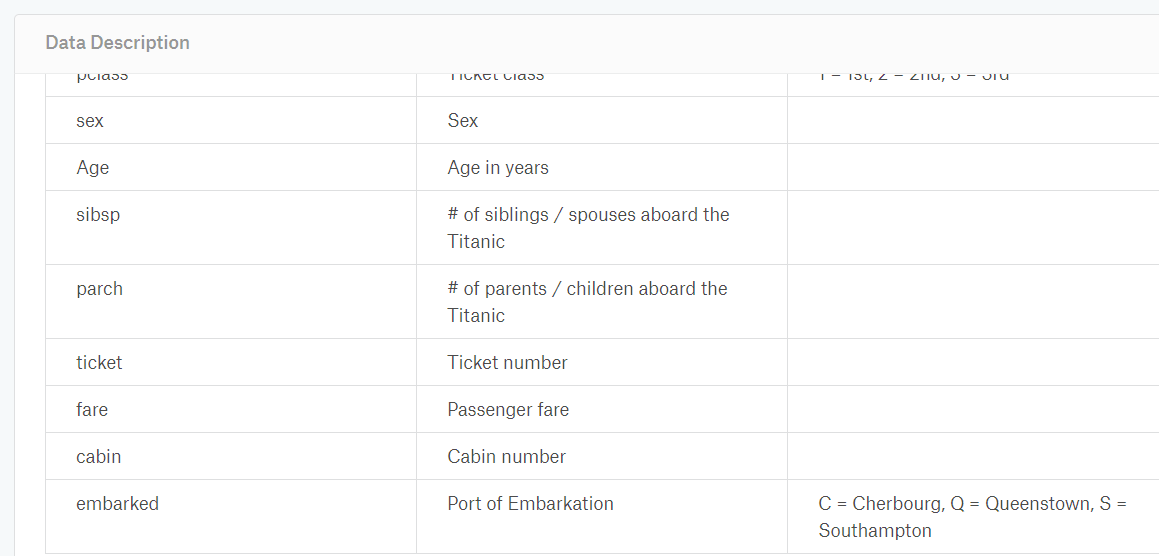 Data Description
pclass Ticket class 1 = 1st, 2 = 2nd, 3 = 3rd
sex Sex
Age Age in years
sibsp # of siblings / spouses aboard the
Titanic
parch # of parents / children aboard the
Titanic
ticket Ticket number
fare Passenger fare
cabin Cabin number
embarked Port of Embarkation C = Cherbourg, Q = Queenstown, S =
Southampton